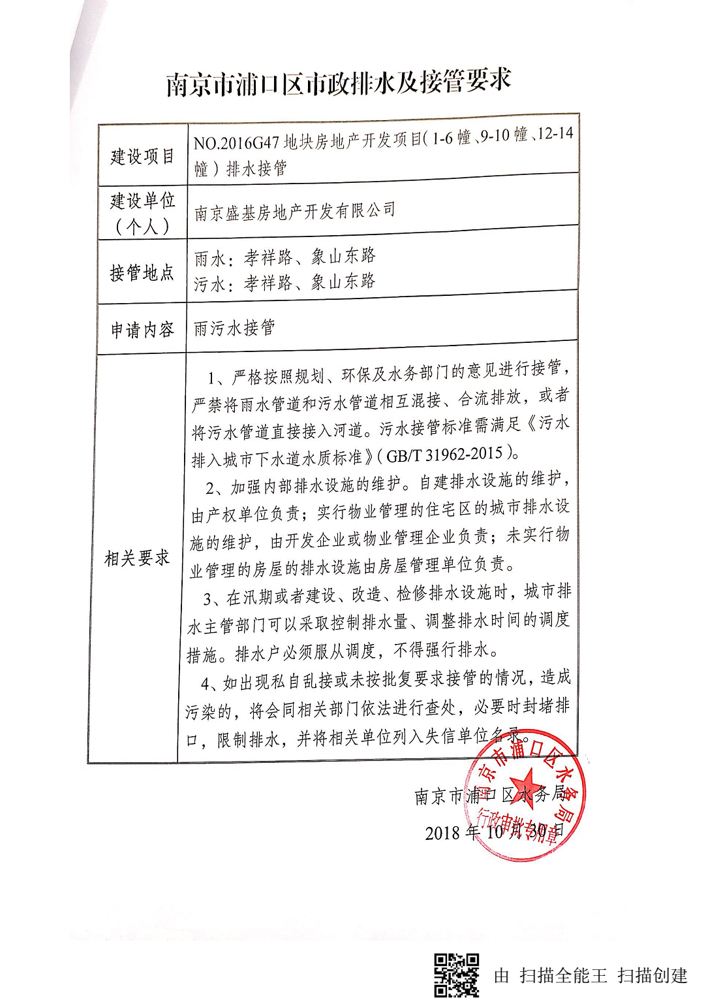 南京市浦口区市政排水及接管要求
建设项目
NO.2016G47 地块房地产开发项目（1-6 幢、9-10 幢、12-14
幢）排水接管
建设单位
（个人）
南京盛基房地产开发有限公司
接管地点
雨水：孝祥路、象山东路
污水：孝祥路、象山东路
申请内容
雨污水接管
相关要求
1、严格按照规划、环保及水务部门的意见进行接管，
严禁将雨水管道和污水管道相互混接、合流排放，或者
将污水管道直接接入河道。污水接管标准需满足《污水
排入城市下水道水质标准》（GB/T 31962-2015）。
2、加强内部排水设施的维护。自建排水设施的维护，
由产权单位负责；实行物业管理的住宅区的城市排水设
施的维护，由开发企业或物业管理企业负责；未实行物
业管理的房屋的排水设施由房屋管理单位负责。
3、在汛期或者建设、改造、检修排水设施时，城市排
水主管部门可以采取控制排水量、调整排水时间的调度
措施。排水户必须服从调度，不得强行排水。
4、如出现私自乱接或未按批复要求接管的情况，造成
污染的，将会同相关部门依法进行查处，必要时封堵排
口，限制排水，并将相关单位列入失信单位名录。
南京市浦口区水务局
行政审批专用章
南京市浦口区水务局
2018 年 10 月 30 日
由 扫描全能王 扫描创建